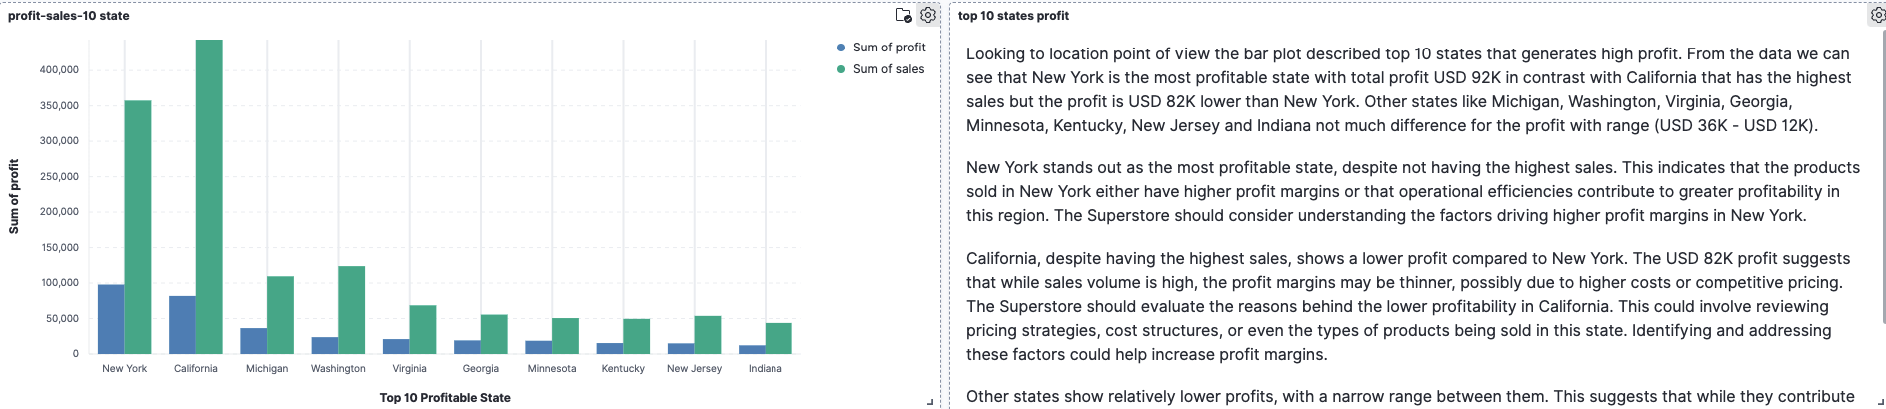 profit-sales-10 state
Sum of profit
Sum of sales
400,000
350,000
300,000
250,000
200,000
150,000
100,000
50,000
0
Sum of profit
New York California Michigan Washington Virginia Georgia Minnesota Kentucky New Jersey Indiana
Top 10 Profitable State
top 10 states profit
Looking to location point of view the bar plot described top 10 states that generates high profit. From the data we can
see that New York is the most profitable state with total profit USD 92K in contrast with California that has the highest
sales but the profit is USD 82K lower than New York. Other states like Michigan, Washington, Virginia, Georgia,
Minnesota, Kentucky, New Jersey and Indiana not much difference for the profit with range (USD 36K - USD 12K).
New York stands out as the most profitable state, despite not having the highest sales. This indicates that the products
sold in New York either have higher profit margins or that operational efficiencies contribute to greater profitability in
this region. The Superstore should consider understanding the factors driving higher profit margins in New York.
California, despite having the highest sales, shows a lower profit compared to New York. The USD 82K profit suggests
that while sales volume is high, the profit margins may be thinner, possibly due to higher costs or competitive pricing.
The Superstore should evaluate the reasons behind the lower profitability in California. This could involve reviewing
pricing strategies, cost structures, or even the types of products being sold in this state. Identifying and addressing
these factors could help increase profit margins.
Other states show relatively lower profits, with a narrow range between them. This suggests that while they contribute